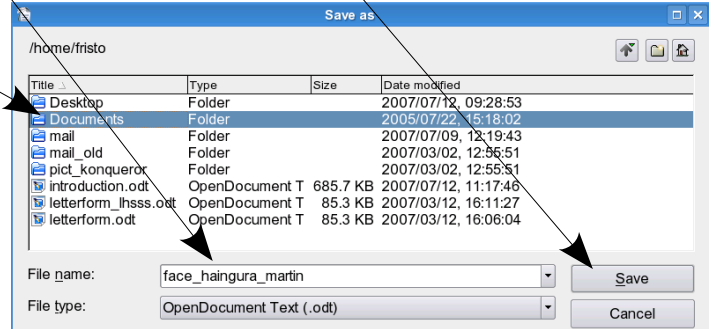 Save as
/home/fristo
Title Type Size Date modified
Desktop Folder 2007/07/12, 09:28:53
Documents Folder 2005/07/22, 15:18:02
mail Folder 2007/07/09, 12:19:43
mail_old Folder 2007/03/02, 12:55:51
pict_konqueror Folder 2007/03/02, 12:55:51
introduction.odt OpenDocument T 685.7 KB 2007/07/12, 11:17:46
letterform_lhsss.odt OpenDocument T 85.3 KB 2007/03/12, 16:11:27
letterform.odt OpenDocument T 85.3 KB 2007/03/12, 16:06:04
File name: face_haingura_martin Save
File type: OpenDocument Text (.odt) Cancel